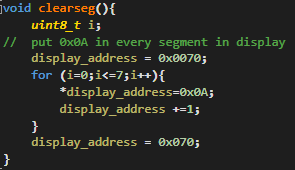 void clearseg(){
uint8_t i;
// put 0x0A in every segment in display
display_address = 0x0070;
for (i=0;i<=7;i++){
*display_address=0x0A;
display_address +=1;
}
display_address = 0x070;
}